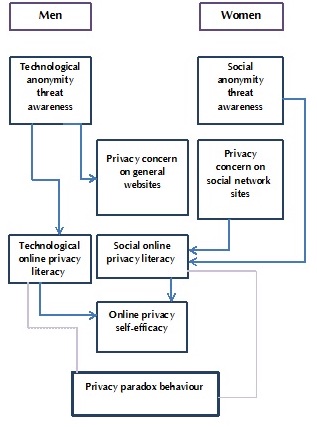 Men
Women
Technological
anonymity
threat
awareness
Social
anonymity
threat
awareness
Privacy concern
on general
websites
Privacy
concern on
social network
sites
Technological
online privacy
literacy
Social online
privacy literacy
Online privacy
self-efficacy
Privacy paradox behaviour